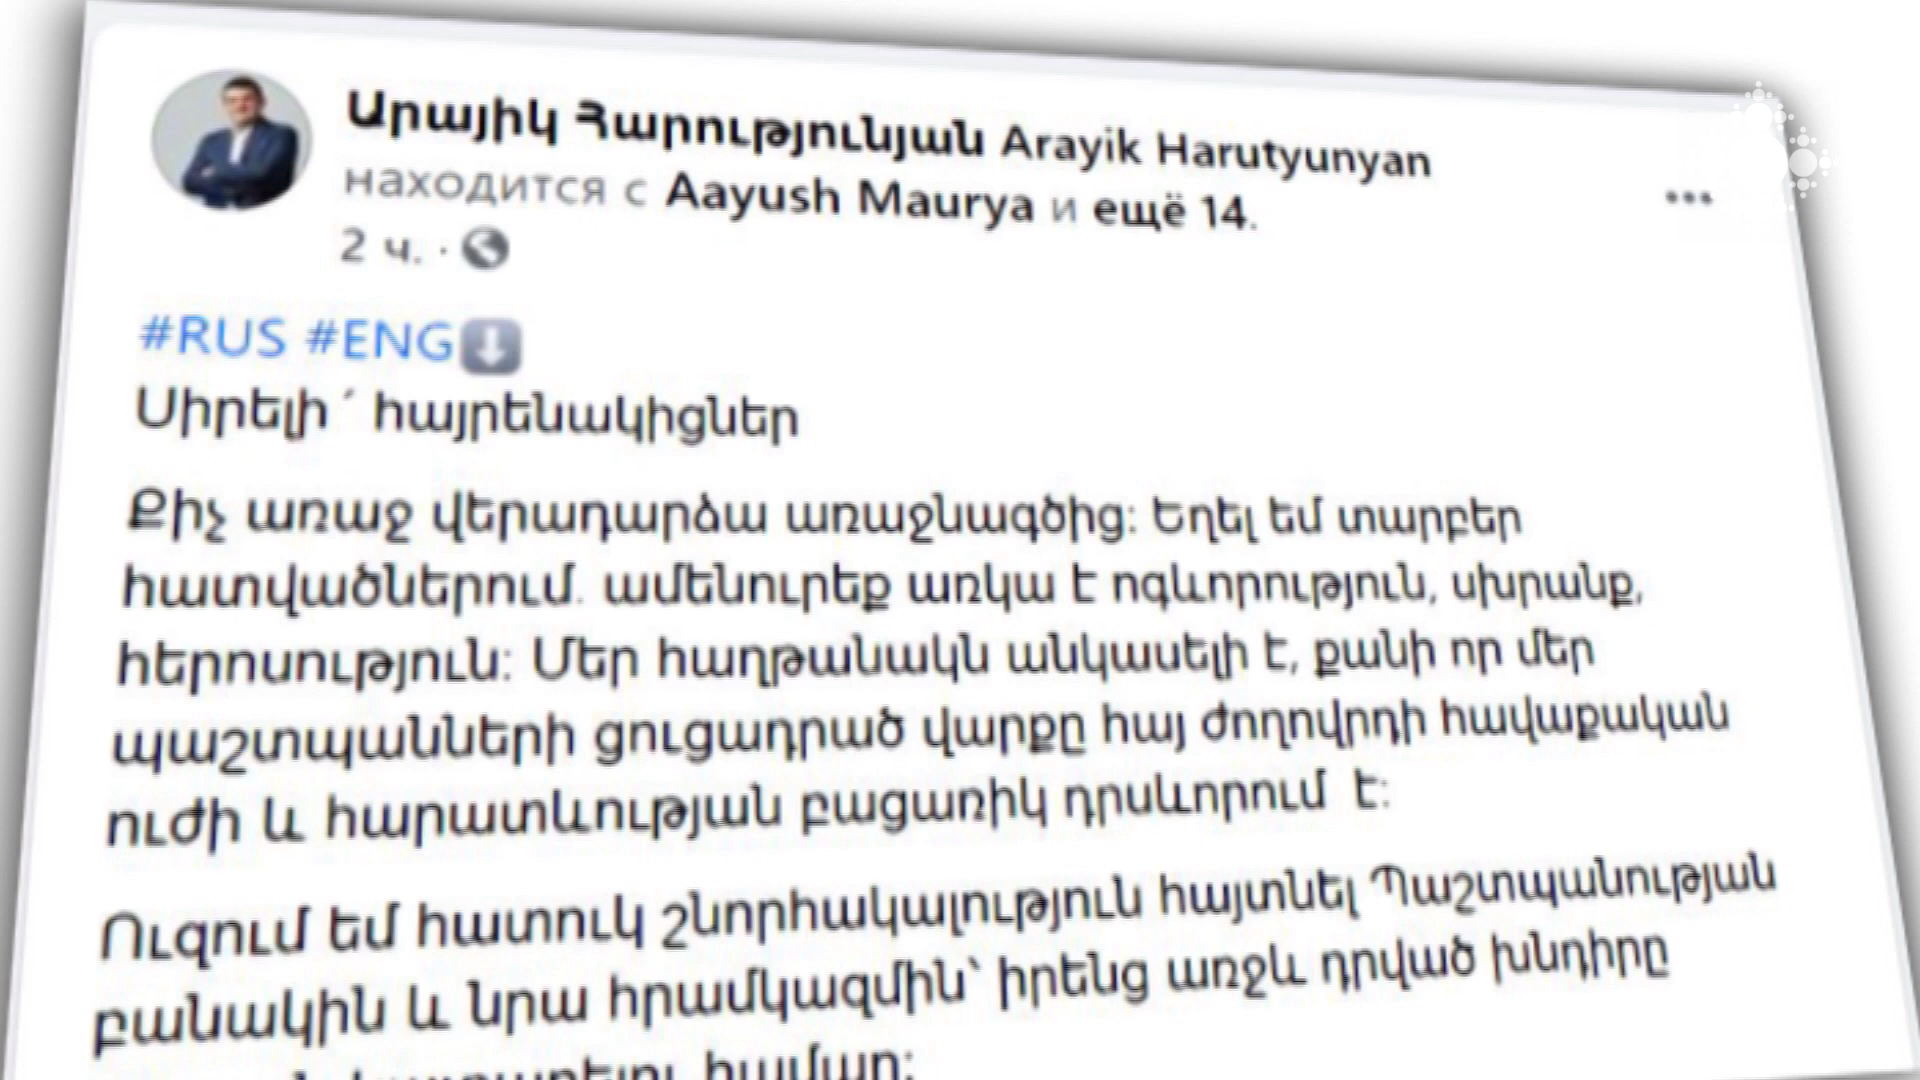 Արայիկ Հարությունյան Arayik Harutyunyan
находится с Aayush Maurya и ещё 14.
2 ч. ·
#RUS #ENG
Սիրելի ՛ հայրենակիցներ
Քիչ առաջ վերադարձա առաջնագծից: Եղել եմ տարբեր
հատվածներում. ամենուրեք առկա է ոգևորություն, սխրանք,
հերոսություն: Մեր հաղթանակն անկասելի է, քանի որ մեր
պաշտպանների ցուցադրած վարքը հայ ժողովրդի հավաքական
ուժի և հարատևության բացառիկ դրսևորում է:
Ուզում եմ հատուկ շնորհակալություն հայտնել Պաշտպանության
բանակին և նրա հրամկազմին՝ իրենց առջև դրված խնդիրը
համար: